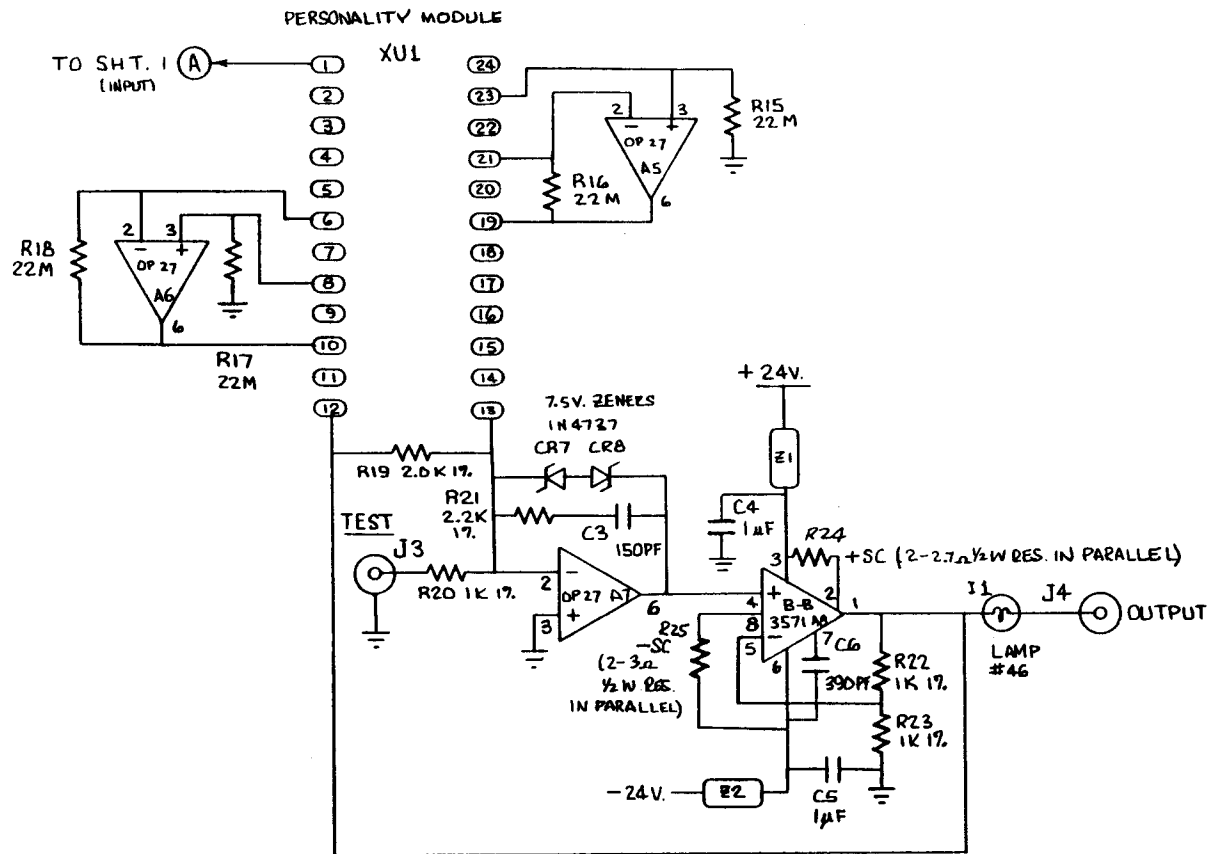 PERSONALITY MODULE
XU1
TO SHT. 1 A
(INPUT)
1
2
3
4
5
6
7
8
9
10
11
12
24
23
22
21
20
19
18
17
16
15
14
13
2 3
- +
OP 27
A5
6
R15
22M
R16
22M
R18
22M
2 3
- +
OP 27
A6
6
R17
22M
7.5V. ZENERS
1N4737
CR7 CR8
R19 2.0K 1%
R21
2.2K
1%
C3
150PF
TEST
J3
R20 1K 1%
2 -
OP 27 A7
6
3 +
+24V.
Z1
C4
1µF
R24
3
+SC (2-2.7Ω ½W RES. IN PARALLEL)
2
4 +
B-B
3571 A8
1
8
5 -
7
6
C6
390PF
R25
-SC
(2-3Ω
½ W RES.
IN PARALLEL)
I1
LAMP
#46
J4
OUTPUT
R22
1K 1%
R23
1K 1%
-24V.
Z2
C5
1µF